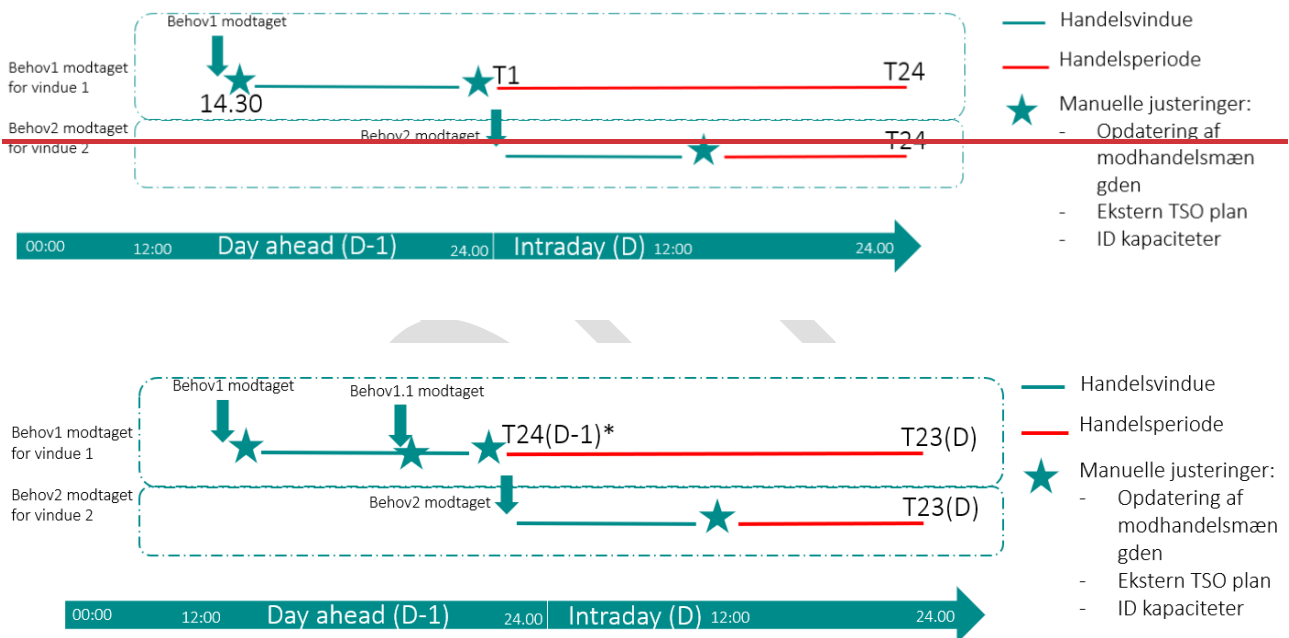 Behov1 modtaget
Behov1 modtaget
for vindue 1
14.30
T1
T24
Behov2 modtaget
for vindue 2
Behov2 modtaget
T24
00:00
12:00
Day ahead (D-1)
24.00
Intraday (D)
12:00
24.00
Handelsvindue
Handelsperiode
Manuelle justeringer:
- Opdatering af
modhandelsmæn
gden
- Ekstern TSO plan
- ID kapaciteter
Behov1 modtaget
Behov1.1 modtaget
Behov1 modtaget
for vindue 1
T24(D-1)*
T23(D)
Behov2 modtaget
for vindue 2
Behov2 modtaget
T23(D)
00:00
12:00
Day ahead (D-1)
24.00
Intraday (D)
12:00
24.00
Handelsvindue
Handelsperiode
Manuelle justeringer:
- Opdatering af
modhandelsmæn
gden
- Ekstern TSO plan
- ID kapaciteter